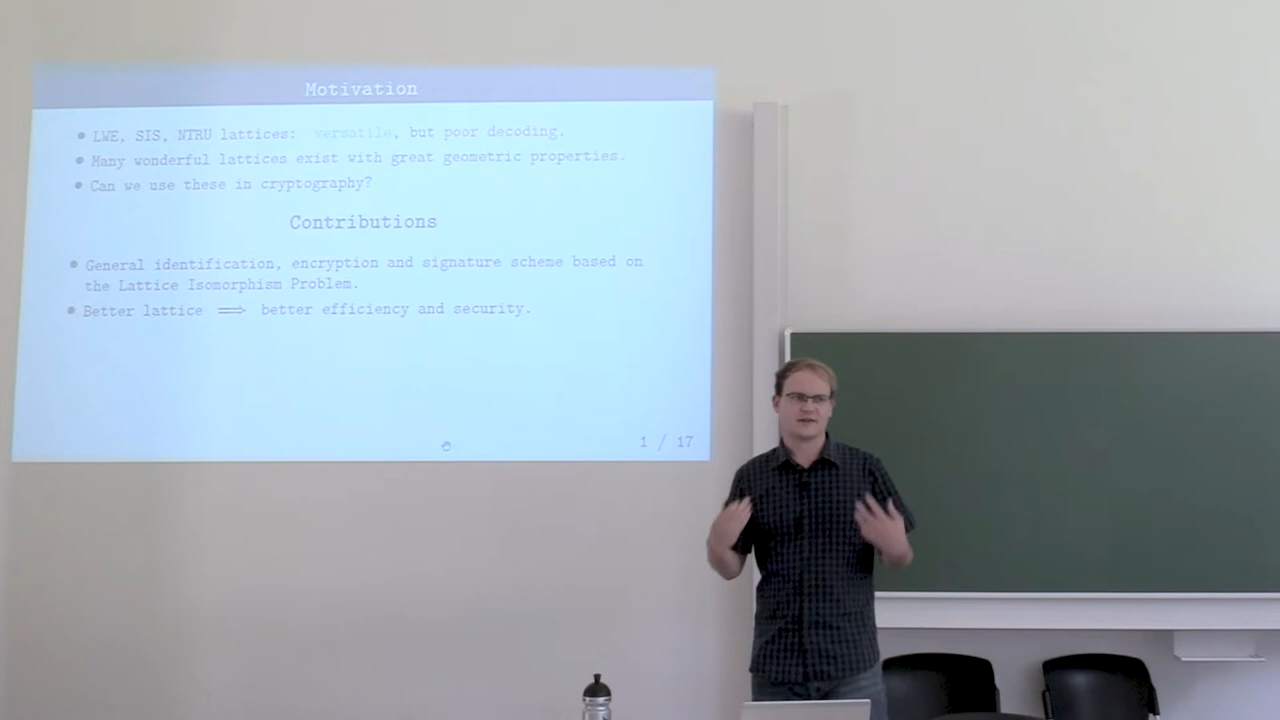 Motivation
• LWE, SIS, NTRU lattices: versatile, but poor decoding.
• Many wonderful lattices exist with great geometric properties.
• Can we use these in cryptography?
Contributions
• General identification, encryption and signature scheme based on
the Lattice Isomorphism Problem.
• Better lattice ⟹ better efficiency and security.
1 / 17